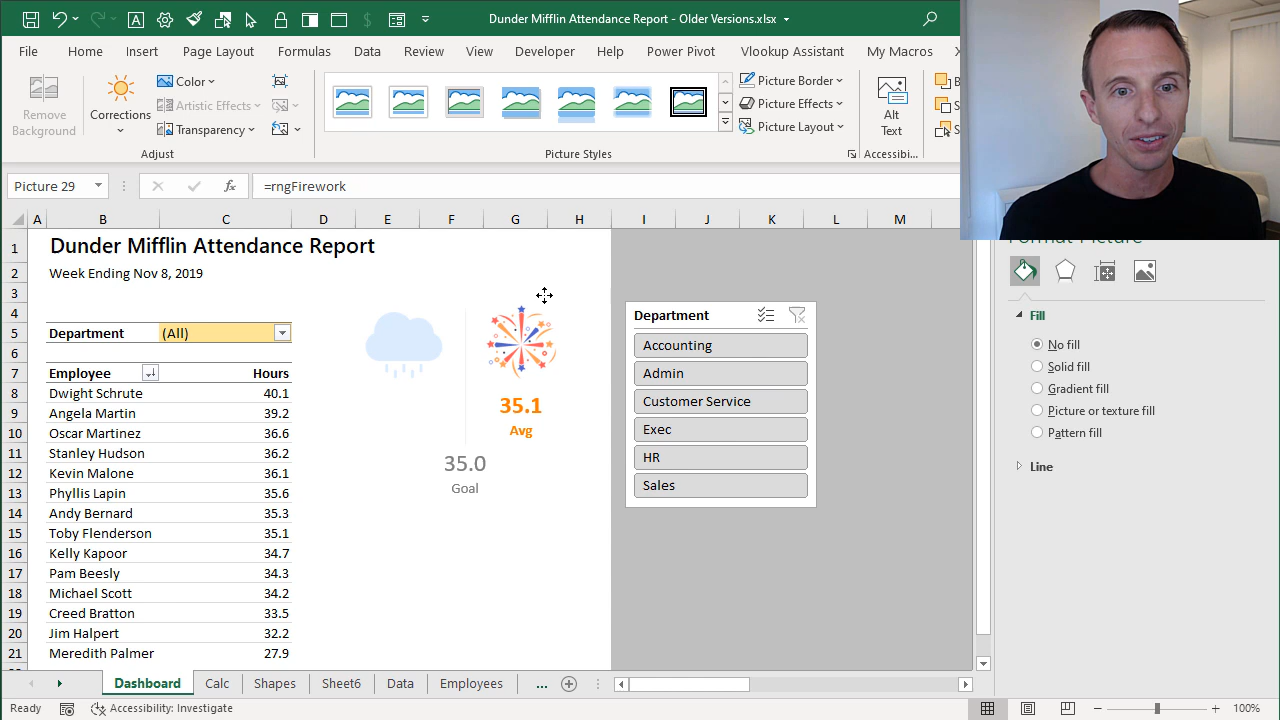 Dunder Mifflin Attendance Report - Older Versions.xlsx
File Home Insert Page Layout Formulas Data Review View Developer Help Power Pivot Vlookup Assistant My Macros
Remove Background
Corrections
Color
Artistic Effects
Transparency
Adjust
Picture Styles
Picture Border
Picture Effects
Picture Layout
Alt Text
Accessibi...
Picture 29
fx
=rngFirework
A B C D E F G H I J K L M
1 Dunder Mifflin Attendance Report
2 Week Ending Nov 8, 2019
3
4
5 Department (All)
6
7 Employee Hours
8 Dwight Schrute 40.1
9 Angela Martin 39.2
10 Oscar Martinez 36.6
11 Stanley Hudson 36.2
12 Kevin Malone 36.1
13 Phyllis Lapin 35.6
14 Andy Bernard 35.3
15 Toby Flenderson 35.1
16 Kelly Kapoor 34.7
17 Pam Beesly 34.3
18 Michael Scott 34.2
19 Creed Bratton 33.5
20 Jim Halpert 32.2
21 Meredith Palmer 27.9
35.1
Avg
35.0
Goal
Department
Accounting
Admin
Customer Service
Exec
HR
Sales
Format Picture
Fill
No fill
Solid fill
Gradient fill
Picture or texture fill
Pattern fill
Line
Dashboard Calc Shapes Sheet6 Data Employees ...
Ready Accessibility: Investigate 100%